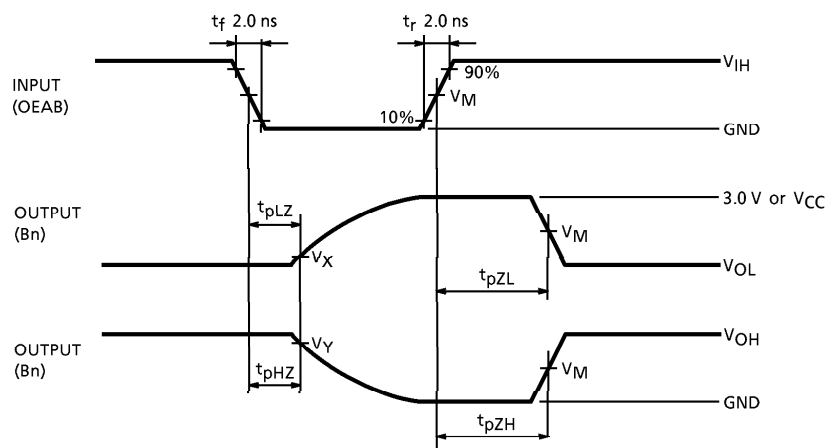 tf 2.0 ns
tr 2.0 ns
INPUT
(OEAB)
90%
VM
10%
VIH
GND
OUTPUT
(Bn)
tpLZ
VX
3.0 V or VCC
VM
tpZL
VOL
OUTPUT
(Bn)
VY
tpHZ
VOH
VM
GND
tpZH